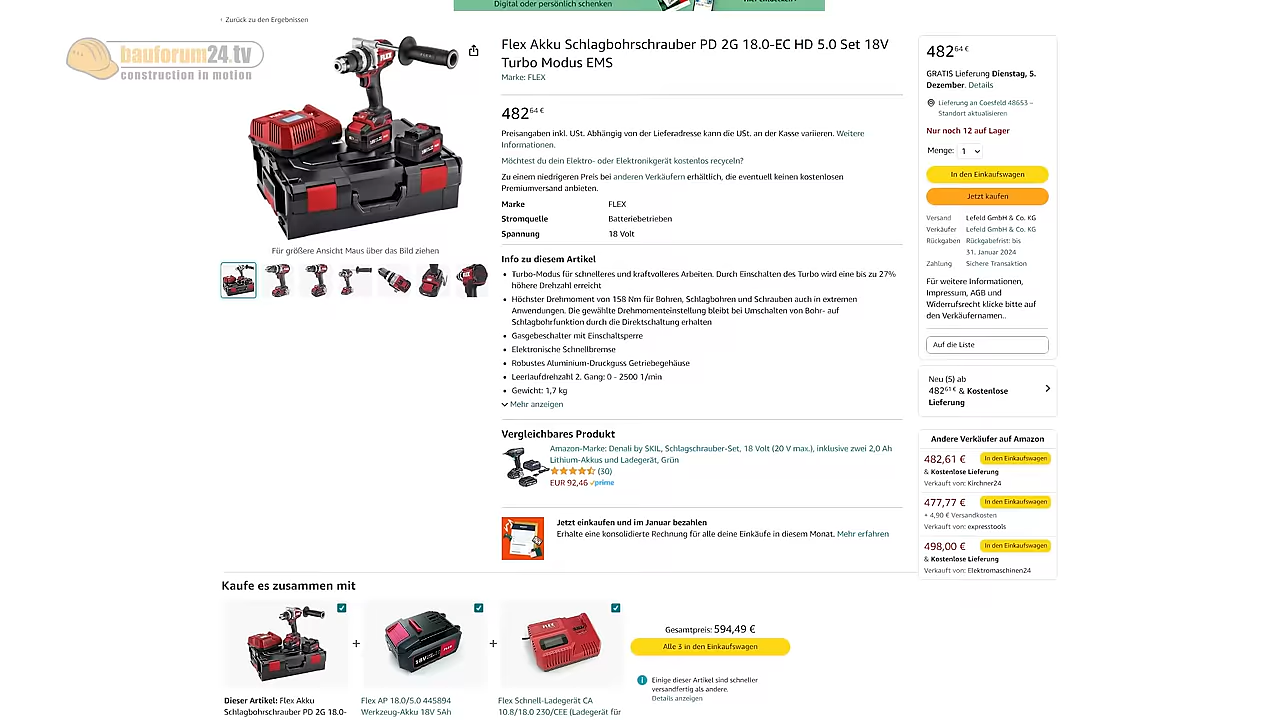 Digital oder persönlich schenken
‹ Zurück zu den Ergebnissen
bauforum24.tv
construction in motion
Für größere Ansicht Maus über das Bild ziehen
Flex Akku Schlagbohrschrauber PD 2G 18.0-EC HD 5.0 Set 18V
Turbo Modus EMS
Marke: FLEX
482,64 €
Preisangaben inkl. USt. Abhängig von der Lieferadresse kann die USt. an der Kasse variieren. Weitere
Informationen.
Möchtest du dein Elektro- oder Elektronikgerät kostenlos recyceln?
Zu einem niedrigeren Preis bei anderen Verkäufern erhältlich, die eventuell keinen kostenlosen
Premiumversand anbieten.
Marke FLEX
Stromquelle Batteriebetrieben
Spannung 18 Volt
Info zu diesem Artikel
• Turbo-Modus für schnelleres und kraftvolleres Arbeiten. Durch Einschalten des Turbo wird eine bis zu 27%
höhere Drehzahl erreicht
• Höchster Drehmoment von 158 Nm für Bohren, Schlagbohren und Schrauben auch in extremen
Anwendungen. Die gewählte Drehmomenteinstellung bleibt bei Umschalten von Bohr- auf
Schlagbohrfunktion durch die Direktschaltung erhalten
• Gasgebeschalter mit Einschaltsperre
• Elektronische Schnellbremse
• Robustes Aluminium-Druckguss Getriebegehäuse
• Leerlaufdrehzahl 2. Gang: 0 - 2500 1/min
• Gewicht: 1,7 kg
Mehr anzeigen
Vergleichbares Produkt
Amazon-Marke: Denali by SKIL, Schlagschrauber-Set, 18 Volt (20 V max.), inklusive zwei 2,0 Ah
Lithium-Akkus und Ladegerät, Grün
(30)
EUR 92,46 prime
Jetzt einkaufen und im Januar bezahlen
Erhalte eine konsolidierte Rechnung für alle deine Einkäufe in diesem Monat. Mehr erfahren
482 64 €
GRATIS Lieferung Dienstag, 5.
Dezember. Details
Lieferung an Coesfeld 48653 –
Standort aktualisieren
Nur noch 12 auf Lager
Menge: 1
In den Einkaufswagen
Jetzt kaufen
Versand Lefeld GmbH & Co. KG
Verkäufer Lefeld GmbH & Co. KG
Rückgaben Rückgabefrist: bis
31. Januar 2024
Zahlung Sichere Transaktion
Für weitere Informationen,
Impressum, AGB und
Widerrufsrecht klicke bitte auf
den Verkäufernamen..
Auf die Liste
Neu (5) ab
482 61 € & Kostenlose
Lieferung
Andere Verkäufer auf Amazon
482,61 € In den Einkaufswagen
& Kostenlose Lieferung
Verkauft von: Kirchner24
477,77 € In den Einkaufswagen
+ 4,90 € Versandkosten
Verkauft von: expresstools
498,00 € In den Einkaufswagen
& Kostenlose Lieferung
Verkauft von: Elektromaschinen24
Kaufe es zusammen mit
Gesamtpreis: 594,49 €
Alle 3 in den Einkaufswagen
Einige dieser Artikel sind schneller
versandfertig als andere.
Details anzeigen
Dieser Artikel: Flex Akku
Schlagbohrschrauber PD 2G 18.0-
Flex AP 18.0/5.0 445894
Werkzeug-Akku 18V 5Ah
Flex Schnell-Ladegerät CA
10.8/18.0 230/CEE (Ladegerät für